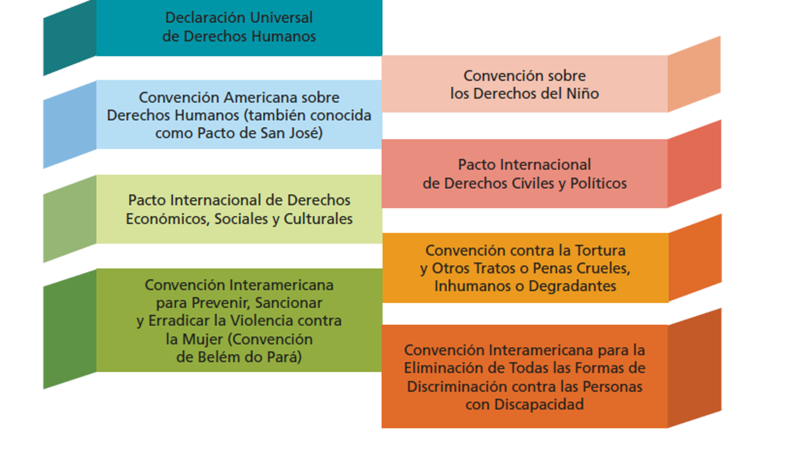 Declaración Universal
de Derechos Humanos
Convención sobre
los Derechos del Niño
Convención Americana sobre
Derechos Humanos (también conocida
como Pacto de San José)
Pacto Internacional
de Derechos Civiles y Políticos
Pacto Internacional de Derechos
Económicos, Sociales y Culturales
Convención contra la Tortura
y Otros Tratos o Penas Crueles,
Inhumanos o Degradantes
Convención Interamericana
para Prevenir, Sancionar
y Erradicar la Violencia contra
la Mujer (Convención
de Belém do Pará)
Convención Interamericana para la
Eliminación de Todas las Formas de
Discriminación contra las Personas
con Discapacidad